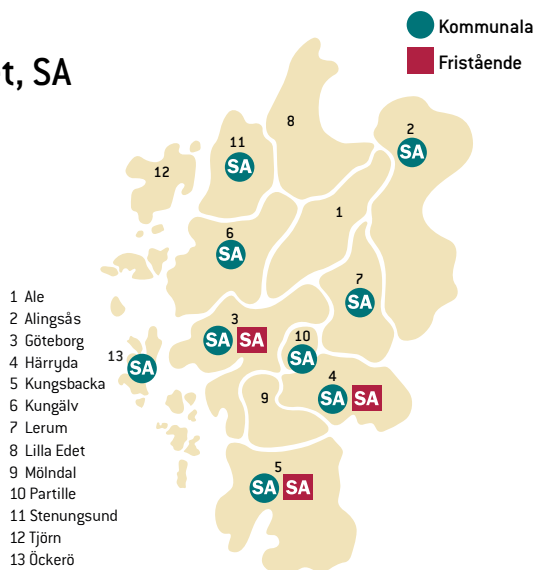 t, SA
Kommunala
Fristående
8
2
SA
11
SA
12
1
6
SA
7
SA
3
SA SA
10
SA
13
SA
4
SA SA
9
5
SA SA
1 Ale
2 Alingsås
3 Göteborg
4 Härryda
5 Kungsbacka
6 Kungälv
7 Lerum
8 Lilla Edet
9 Mölndal
10 Partille
11 Stenungsund
12 Tjörn
13 Öckerö